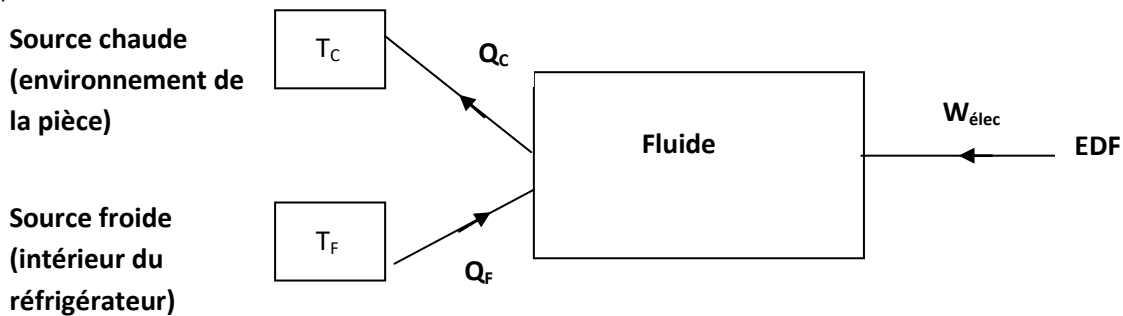 Source chaude
(environnement de
la pièce)
T_C
Q_C
Fluide
W_élec
EDF
Source froide
(intérieur du
réfrigérateur)
T_F
Q_F